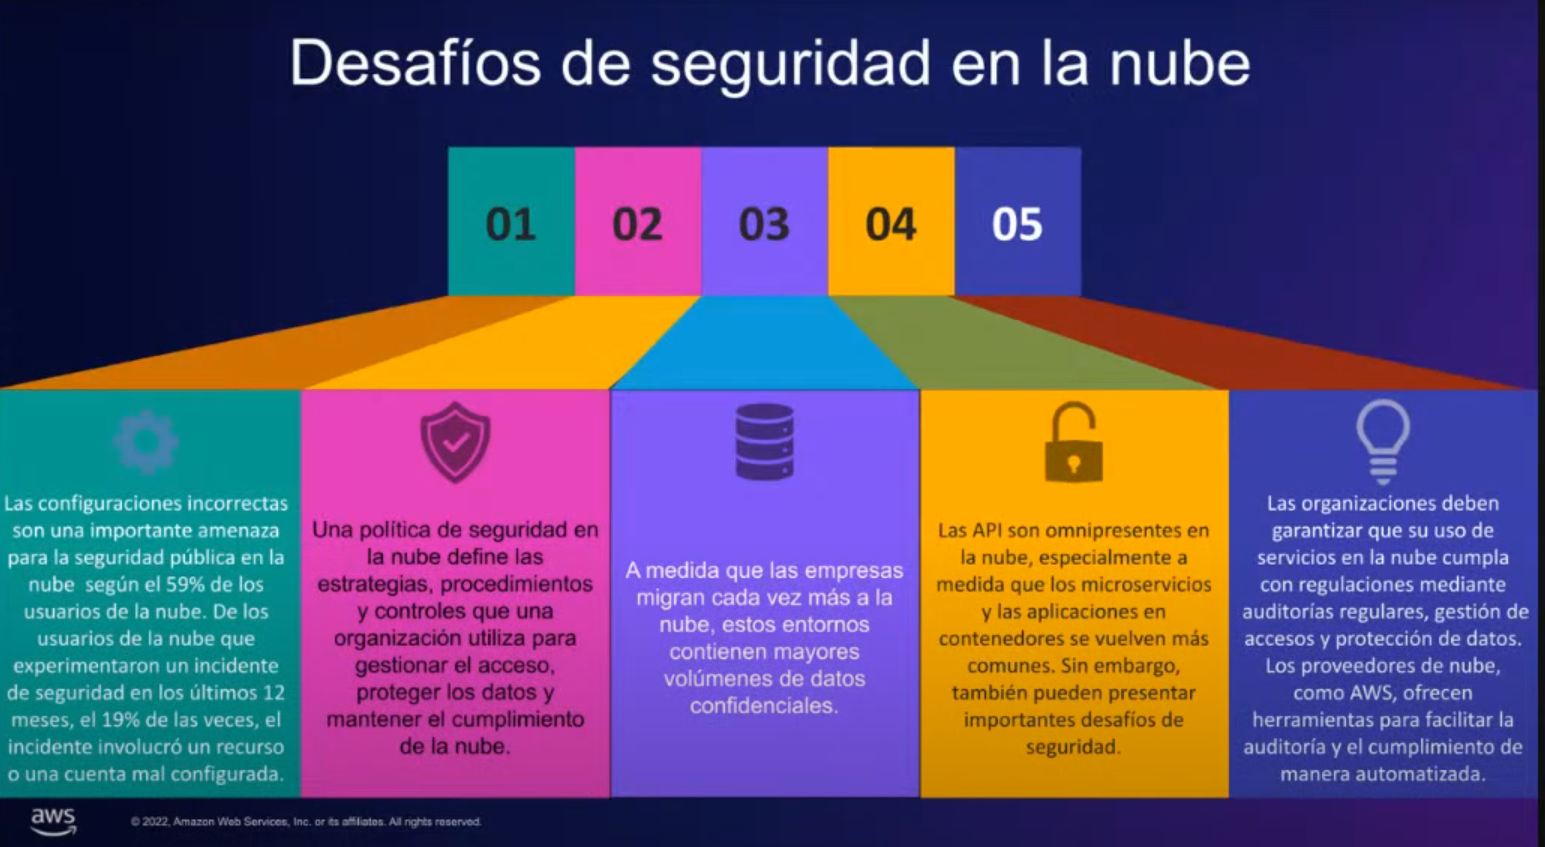 Desafíos de seguridad en la nube
01
02
03
04
05
Las configuraciones incorrectas
son una importante amenaza
para la seguridad pública en la
nube según el 59% de los
usuarios de la nube. De los
usuarios de la nube que
experimentaron un incidente
de seguridad en los últimos 12
meses, el 19% de las veces, el
incidente involucró un recurso
o una cuenta mal configurada.
Una política de seguridad en
la nube define las
estrategias, procedimientos
y controles que una
organización utiliza para
gestionar el acceso,
proteger los datos y
mantener el cumplimiento
de la nube.
A medida que las empresas
migran cada vez más a la
nube, estos entornos
contienen mayores
volúmenes de datos
confidenciales.
Las API son omnipresentes en
la nube, especialmente a
medida que los microservicios
y las aplicaciones en
contenedores se vuelven más
comunes. Sin embargo,
también pueden presentar
importantes desafíos de
seguridad.
Las organizaciones deben
garantizar que su uso de
servicios en la nube cumpla
con regulaciones mediante
auditorías regulares, gestión de
accesos y protección de datos.
Los proveedores de nube,
como AWS, ofrecen
herramientas para facilitar la
auditoría y el cumplimiento de
manera automatizada.
aws
© 2022, Amazon Web Services, Inc. or its affiliates. All rights reserved.